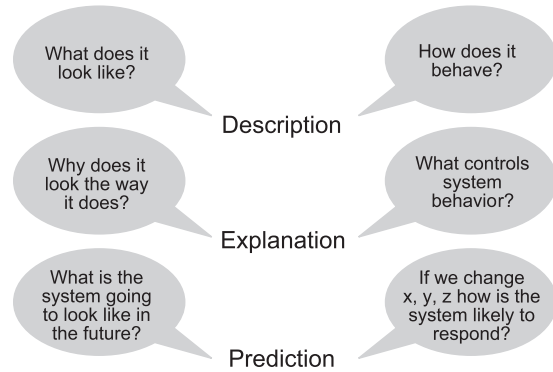 What does it
look like?
How does it
behave?
Description
Why does it
look the way
it does?
What controls
system
behavior?
Explanation
What is the
system going
to look like in
the future?
If we change
x, y, z how is the
system likely to
respond?
Prediction